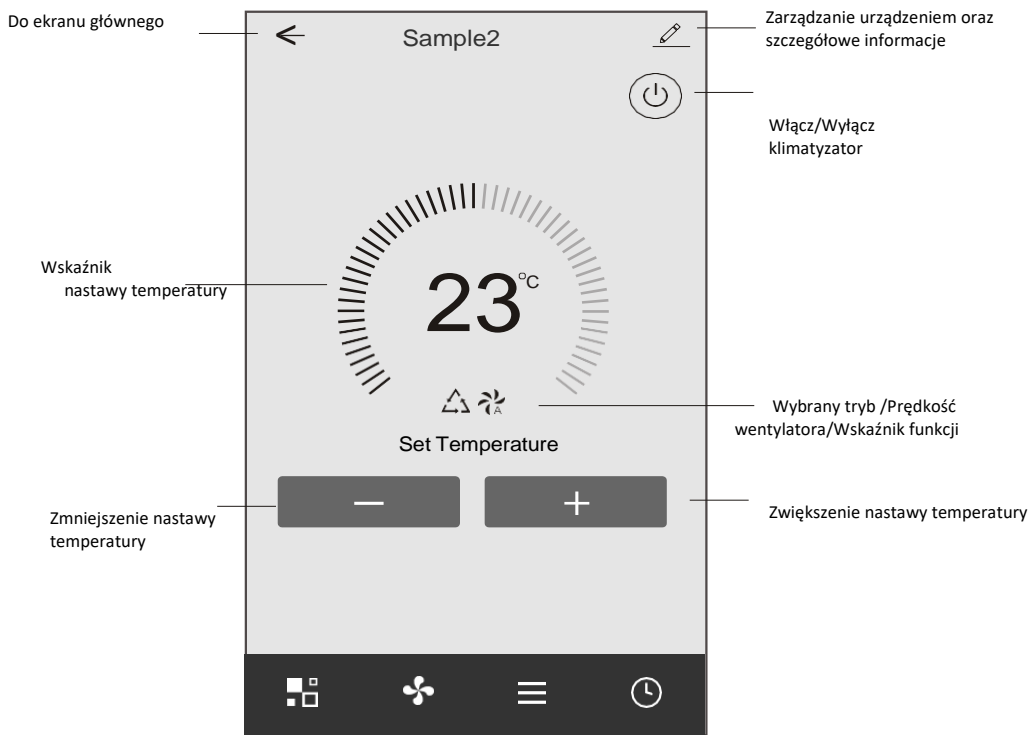 Do ekranu głównego
Sample2
Zarządzanie urządzeniem oraz
szczegółowe informacje
Włącz/Wyłącz
klimatyzator
Wskaźnik
nastawy temperatury
23°C
A
Wybrany tryb /Prędkość
wentylatora/Wskaźnik funkcji
Set Temperature
Zmniejszenie nastawy
temperatury
Zwiększenie nastawy temperatury